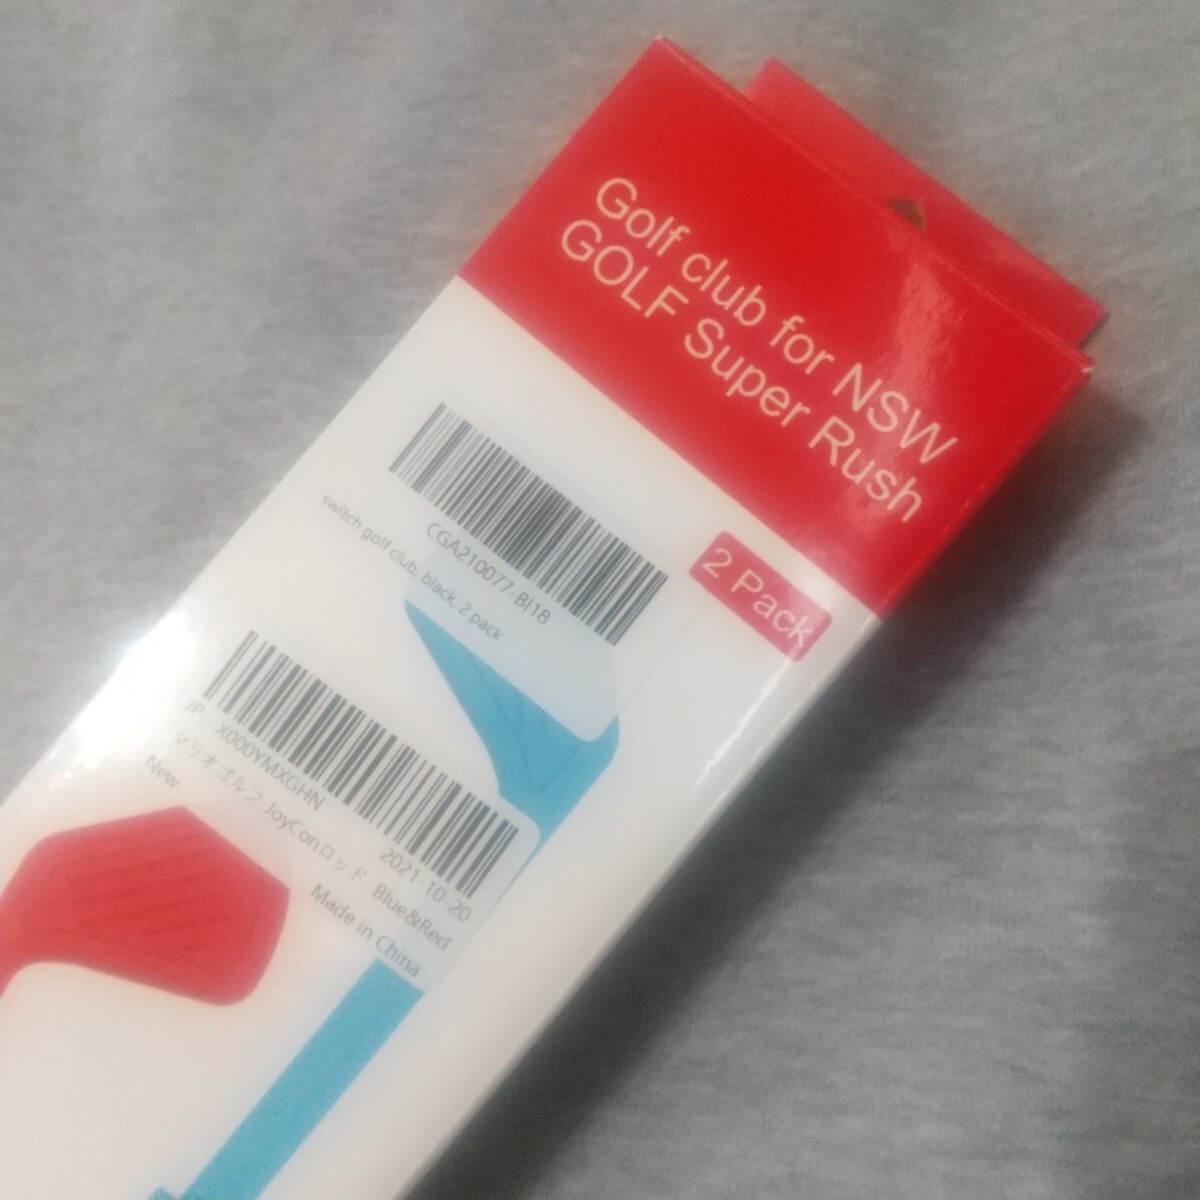 Golf club for NSW
GOLF Super Rush
2 Pack
CGA210077-BI18
switch golf club, black, 2 pack
JP X000YMXGHN 2021-10-20
マリオゴルフ JoyConロッド Blue&Red
New Made in China